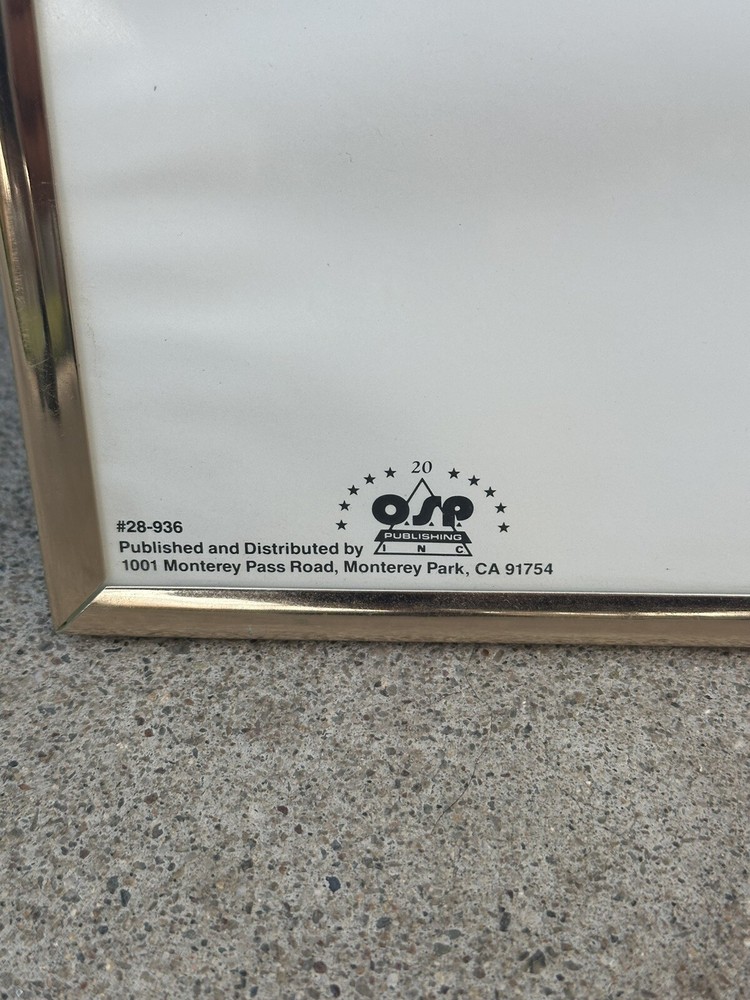 20
O.S.P.
PUBLISHING
INC
#28-936
Published and Distributed by
1001 Monterey Pass Road, Monterey Park, CA 91754